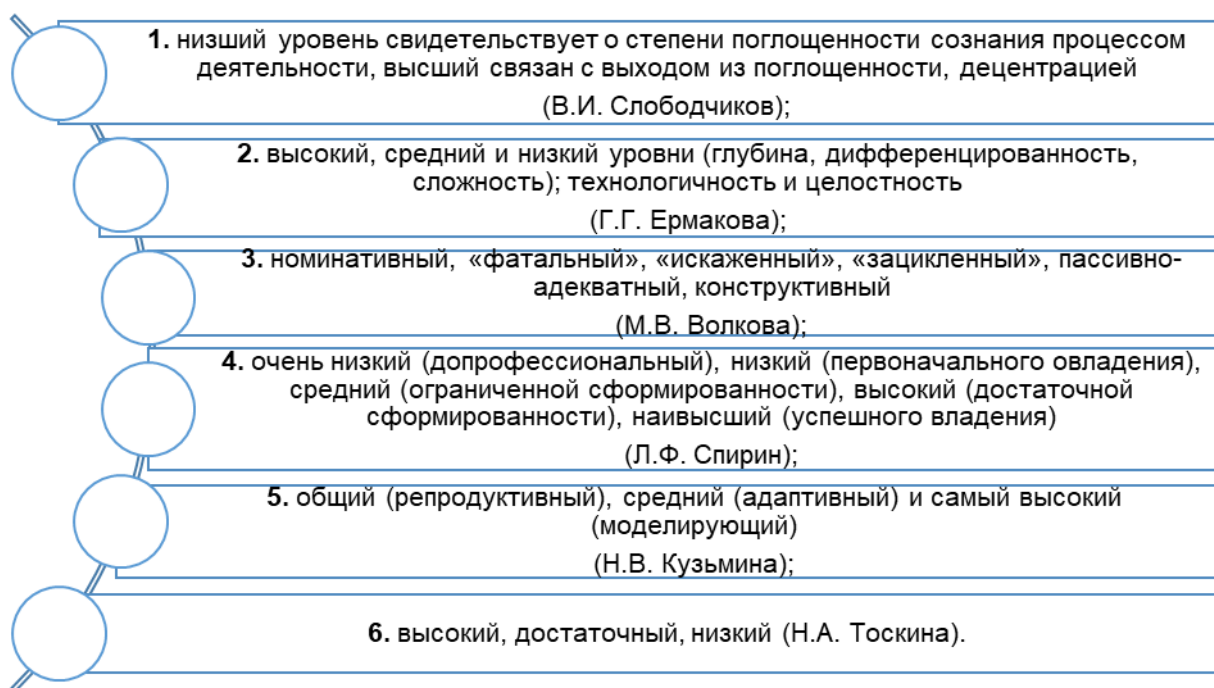 1. низший уровень свидетельствует о степени поглощенности сознания процессом
деятельности, высший связан с выходом из поглощенности, децентрацией
(В.И. Слободчиков);
2. высокий, средний и низкий уровни (глубина, дифференцированность,
сложность); технологичность и целостность
(Г.Г. Ермакова);
3. номинативный, «фатальный», «искаженный», «зацикленный», пассивно-
адекватный, конструктивный
(М.В. Волкова);
4. очень низкий (допрофессиональный), низкий (первоначального овладения),
средний (ограниченной сформированности), высокий (достаточной
сформированности), наивысший (успешного владения)
(Л.Ф. Спирин);
5. общий (репродуктивный), средний (адаптивный) и самый высокий
(моделирующий)
(Н.В. Кузьмина);
6. высокий, достаточный, низкий (Н.А. Тоскина).